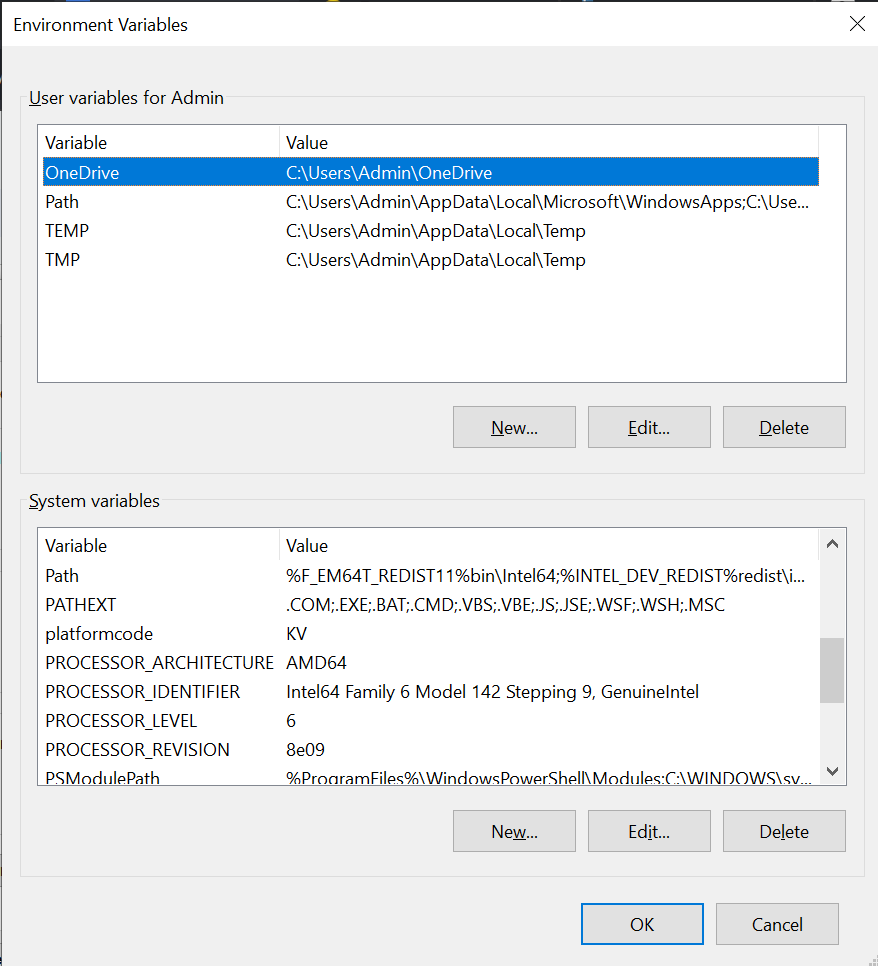 Environment Variables
User variables for Admin
Variable Value
OneDrive C:\Users\Admin\OneDrive
Path C:\Users\Admin\AppData\Local\Microsoft\WindowsApps;C:\Use...
TEMP C:\Users\Admin\AppData\Local\Temp
TMP C:\Users\Admin\AppData\Local\Temp
New... Edit... Delete
System variables
Variable Value
Path %F_EM64T_REDIST11%bin\Intel64;%INTEL_DEV_REDIST%redist\i...
PATHEXT .COM;.EXE;.BAT;.CMD;.VBS;.VBE;.JS;.JSE;.WSF;.WSH;.MSC
platformcode KV
PROCESSOR_ARCHITECTURE AMD64
PROCESSOR_IDENTIFIER Intel64 Family 6 Model 142 Stepping 9, GenuineIntel
PROCESSOR_LEVEL 6
PROCESSOR_REVISION 8e09
PSModulePath %ProgramFiles%\WindowsPowerShell\Modules;C:\WINDOWS\sy...
New... Edit... Delete
OK Cancel